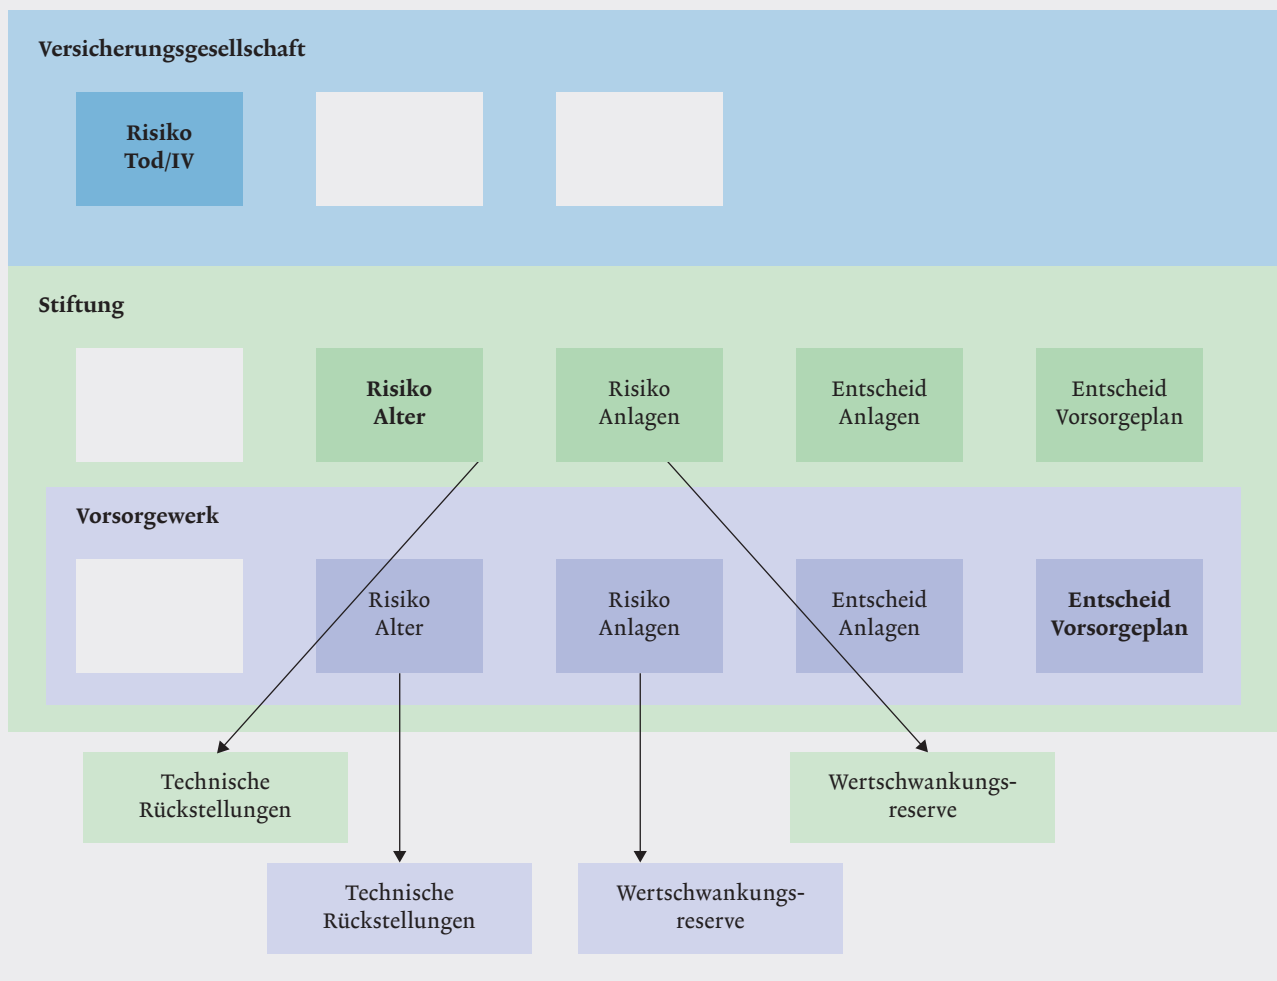 Versicherungsgesellschaft
Risiko
Tod/IV
Stiftung
Risiko
Alter
Risiko
Anlagen
Entscheid
Anlagen
Entscheid
Vorsorgeplan
Vorsorgewerk
Risiko
Alter
Risiko
Anlagen
Entscheid
Anlagen
Entscheid
Vorsorgeplan
Technische
Rückstellungen
Wertschwankungs-
reserve
Technische
Rückstellungen
Wertschwankungs-
reserve